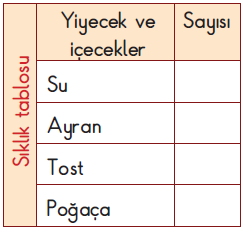 Sıklık tablosu
Yiyecek ve Sayısı
içecekler
Su
Ayran
Tost
Poğaça